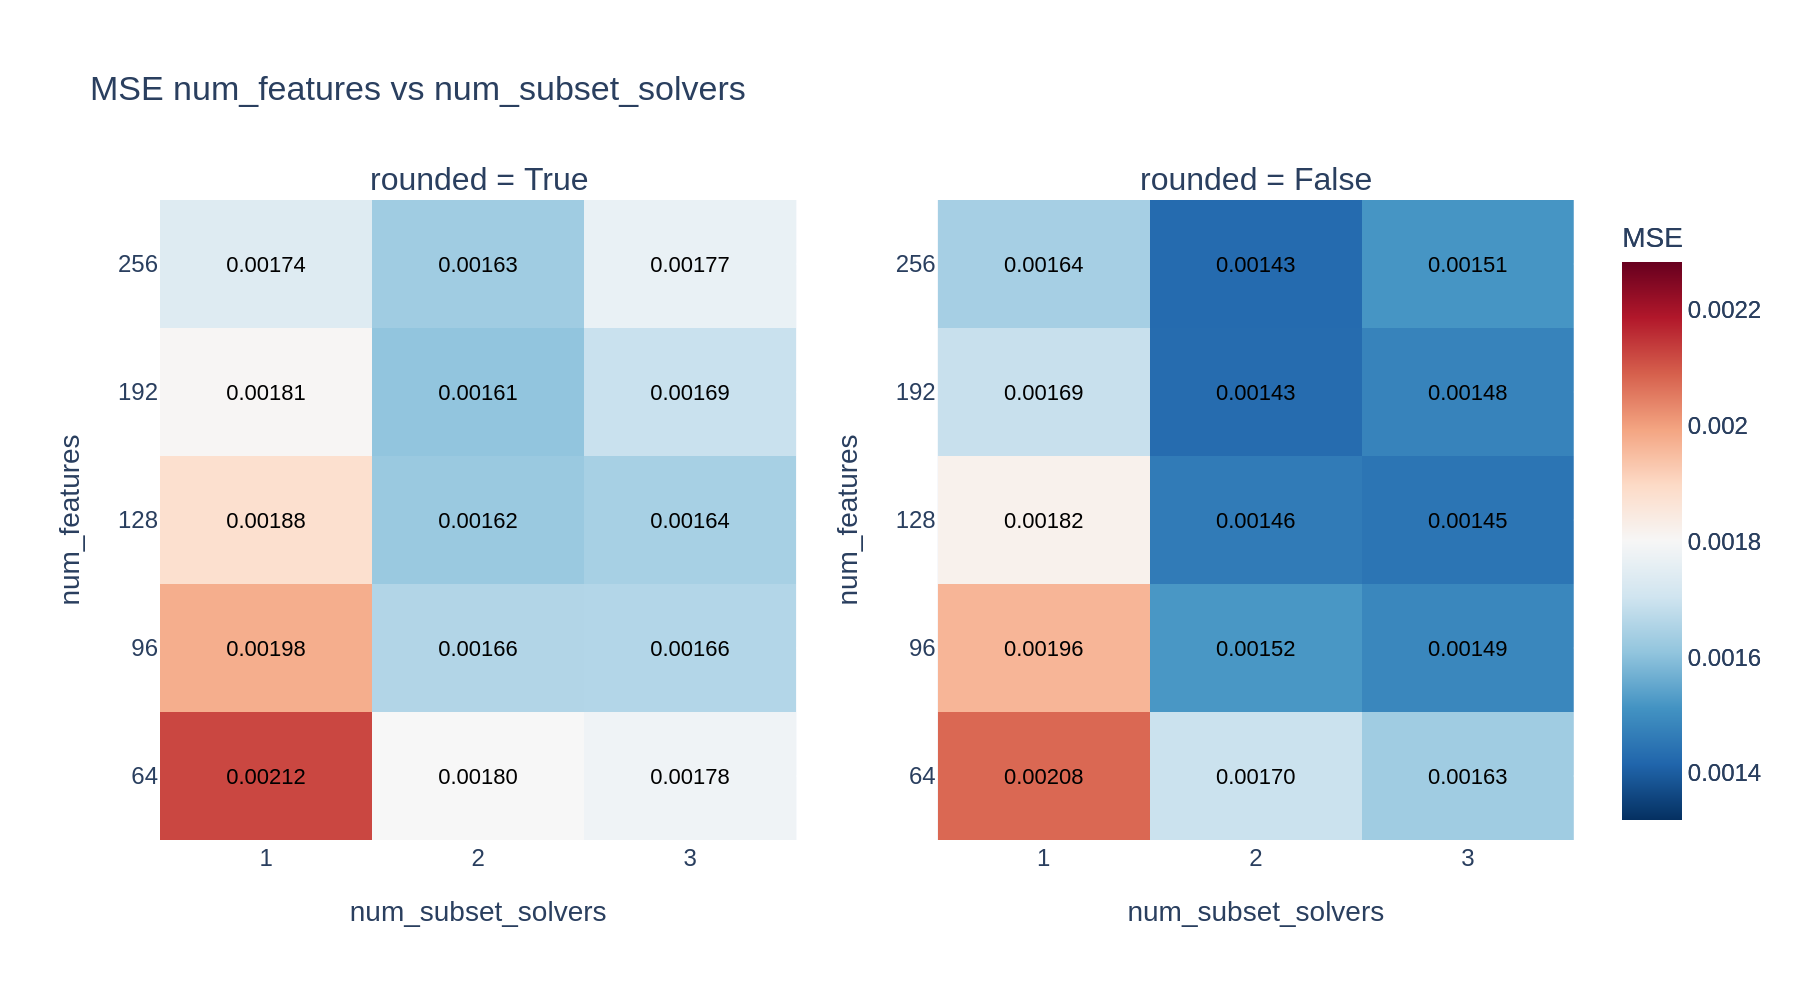 MSE num_features vs num_subset_solvers
rounded = True
rounded = False
MSE
256 0.00174 0.00163 0.00177
192 0.00181 0.00161 0.00169
128 0.00188 0.00162 0.00164
96 0.00198 0.00166 0.00166
64 0.00212 0.00180 0.00178
1 2 3
num_subset_solvers
num_features
256 0.00164 0.00143 0.00151
192 0.00169 0.00143 0.00148
128 0.00182 0.00146 0.00145
96 0.00196 0.00152 0.00149
64 0.00208 0.00170 0.00163
1 2 3
num_subset_solvers
num_features
0.0022
0.002
0.0018
0.0016
0.0014